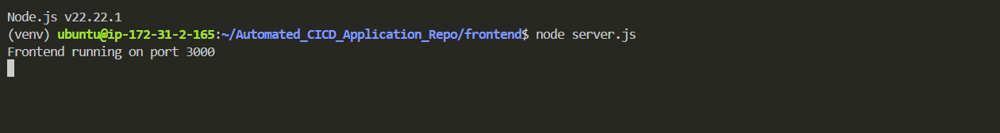 Node.js v22.22.1
(venv) ubuntu@ip-172-31-2-165:~/Automated_CICD_Application_Repo/frontend$ node server.js
Frontend running on port 3000